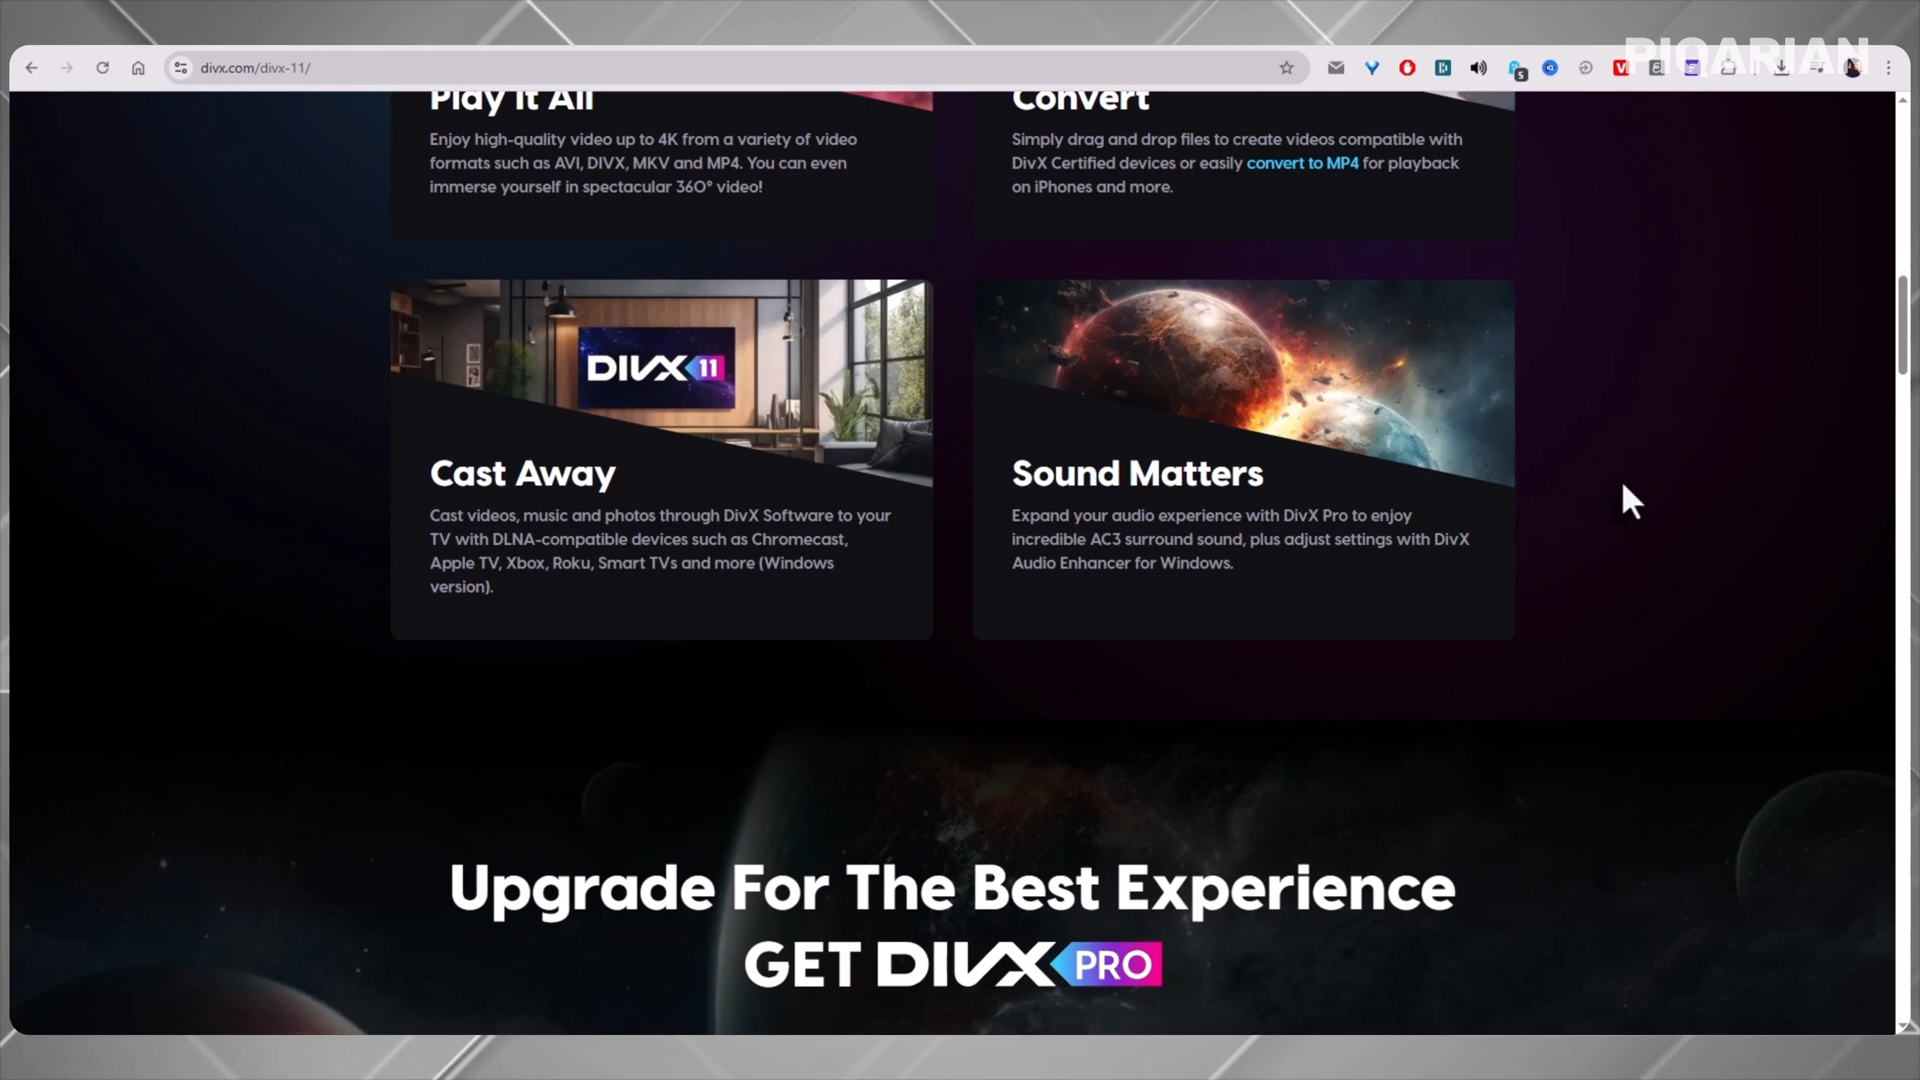 PIQARIAN
divx.com/divx-11/
Play It All
Enjoy high-quality video up to 4K from a variety of video
formats such as AVI, DIVX, MKV and MP4. You can even
immerse yourself in spectacular 360° video!
Convert
Simply drag and drop files to create videos compatible with
DivX Certified devices or easily convert to MP4 for playback
on iPhones and more.
DIVX 11
Cast Away
Cast videos, music and photos through DivX Software to your
TV with DLNA-compatible devices such as Chromecast,
Apple TV, Xbox, Roku, Smart TVs and more (Windows
version).
Sound Matters
Expand your audio experience with DivX Pro to enjoy
incredible AC3 surround sound, plus adjust settings with DivX
Audio Enhancer for Windows.
Upgrade For The Best Experience
GET DIVX PRO